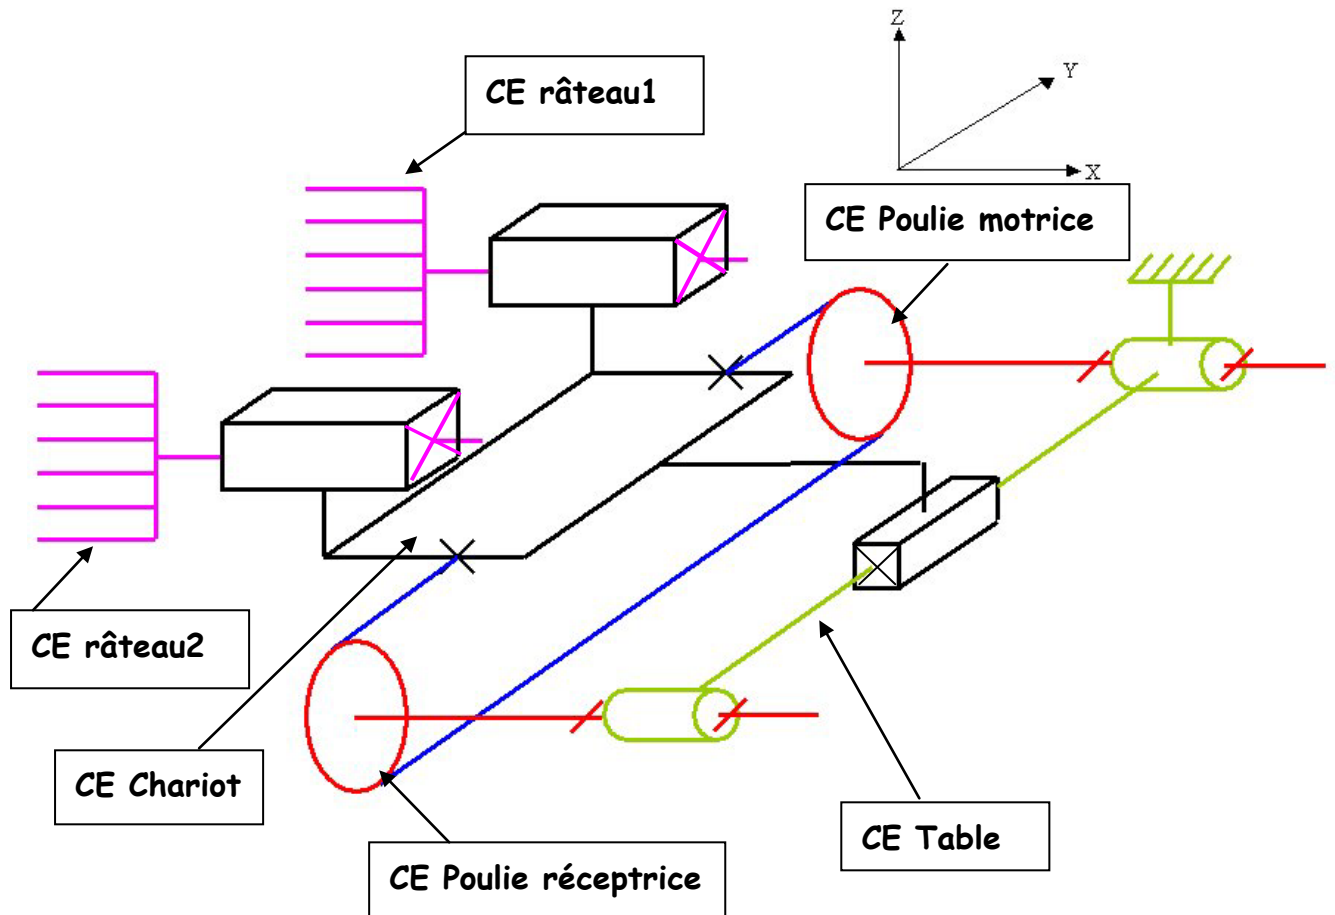 Z
Y
X
CE râteau1
CE Poulie motrice
CE râteau2
CE Chariot
CE Table
CE Poulie réceptrice